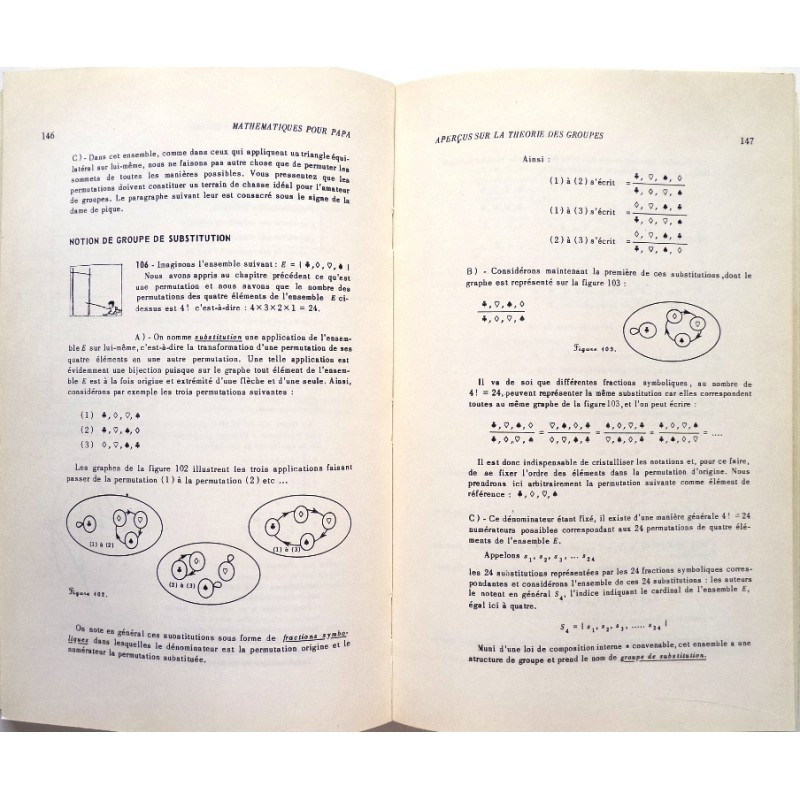 146
MATHEMATIQUES POUR PAPA
C) - Dans cet ensemble, comme dans ceux qui appliquent un triangle équi-
latéral sur lui-même, nous ne faisons pas autre chose que de permuter les
sommets de toutes les manières possibles. Vous pressentez que les
permutations doivent constituer un terrain de chasse idéal pour l'amateur
de groupes. Le paragraphe suivant leur est consacré sous le signe de la
dame de pique.
NOTION DE GROUPE DE SUBSTITUTION
106 - Imaginons l'ensemble suivant : E = { ♣, ♢, ♡, ♠ }
Nous avons appris au chapitre précédent ce qu'est
une permutation et nous savons que le nombre des
permutations des quatre éléments de l'ensemble E ci-
dessus est 4! c'est-à-dire : 4 × 3 × 2 × 1 = 24.
A) - On nomme substitution une application de l'ensem-
ble E sur lui-même, c'est-à-dire la transformation d'une permutation de ses
quatre éléments en une autre permutation. Une telle application est
évidemment une bijection puisque sur le graphe tout élément de l'ensem-
ble E est à la fois origine et extrémité d'une flèche et d'une seule. Ainsi,
considérons par exemple les trois permutations suivantes :
(1) ♣, ♢, ♡, ♠
(2) ♣, ♡, ♠, ♢
(3) ♢, ♡, ♠, ♣
Les graphes de la figure 102 illustrent les trois applications faisant
passer de la permutation (1) à la permutation (2) etc ...
♣ ♢ ♡ ♠
(1) à (2)
♢ ♣ ♡ ♠
(1) à (3)
♣ ♢ ♡ ♠
(2) à (3)
Figure 102.
On note en général ces substitutions sous forme de fractions symbo-
liques dans lesquelles le dénominateur est la permutation origine et le
numérateur la permutation substituée.
APERÇUS SUR LA THEORIE DES GROUPES
147
Ainsi :
♣, ♡, ♠, ♢
(1) à (2) s'écrit =
♣, ♢, ♡, ♠
♢, ♡, ♠, ♣
(1) à (3) s'écrit =
♣, ♢, ♡, ♠
♢, ♡, ♠, ♣
(2) à (3) s'écrit =
♣, ♡, ♠, ♢
B) - Considérons maintenant la première de ces substitutions, dont le
graphe est représenté sur la figure 103 :
♣, ♡, ♠, ♢
♣, ♢, ♡, ♠
♣ ♢ ♡ ♠
Figure 103.
Il va de soi que différentes fractions symboliques, au nombre de
4! = 24, peuvent représenter la même substitution car elles correspondent
toutes au même graphe de la figure 103, et l'on peut écrire :
♣, ♡, ♠, ♢ = ♡, ♣, ♠, ♢ = ♠, ♢, ♡, ♣ = ♣, ♢, ♠, ♡ = ....
♣, ♢, ♡, ♠ ♢, ♣, ♡, ♠ ♡, ♠, ♢, ♣ ♣, ♠, ♢, ♡
Il est donc indispensable de cristalliser les notations et, pour ce faire,
de se fixer l'ordre des éléments dans la permutation d'origine. Nous
prendrons ici arbitrairement la permutation suivante comme élément de
référence : ♣, ♢, ♡, ♠
C) - Ce dénominateur étant fixé, il existe d'une manière générale 4! = 24
numérateurs possibles correspondant aux 24 permutations de quatre élé-
ments de l'ensemble E.
Appelons s₁, s₂, s₃, ... s₂₄
les 24 substitutions représentées par les 24 fractions symboliques corres-
pondantes et considérons l'ensemble de ces 24 substitutions : les auteurs
le notent en général S₄, l'indice indiquant le cardinal de l'ensemble E,
égal ici à quatre.
S₄ = { s₁, s₂, s₃, ..... s₂₄ }
Muni d'une loi de composition interne * convenable, cet ensemble a une
structure de groupe et prend le nom de groupe de substitution.